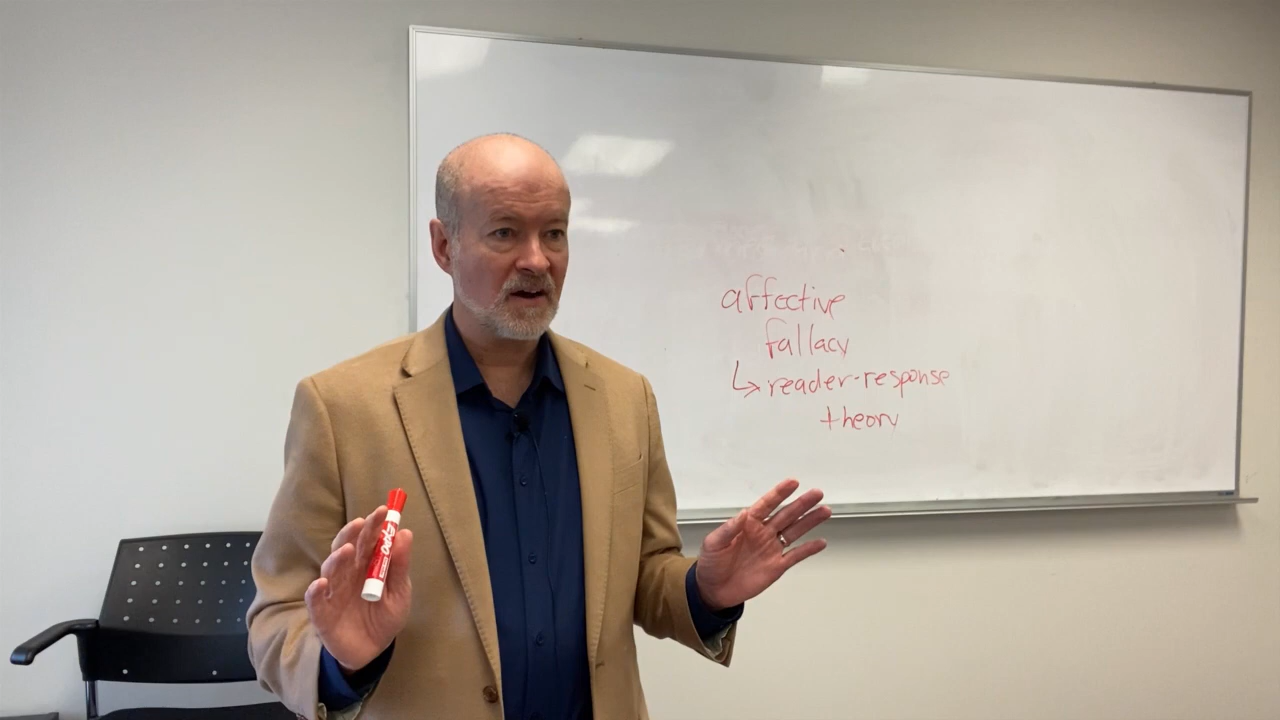 affective
fallacy
↳ reader-response
theory
EXPO